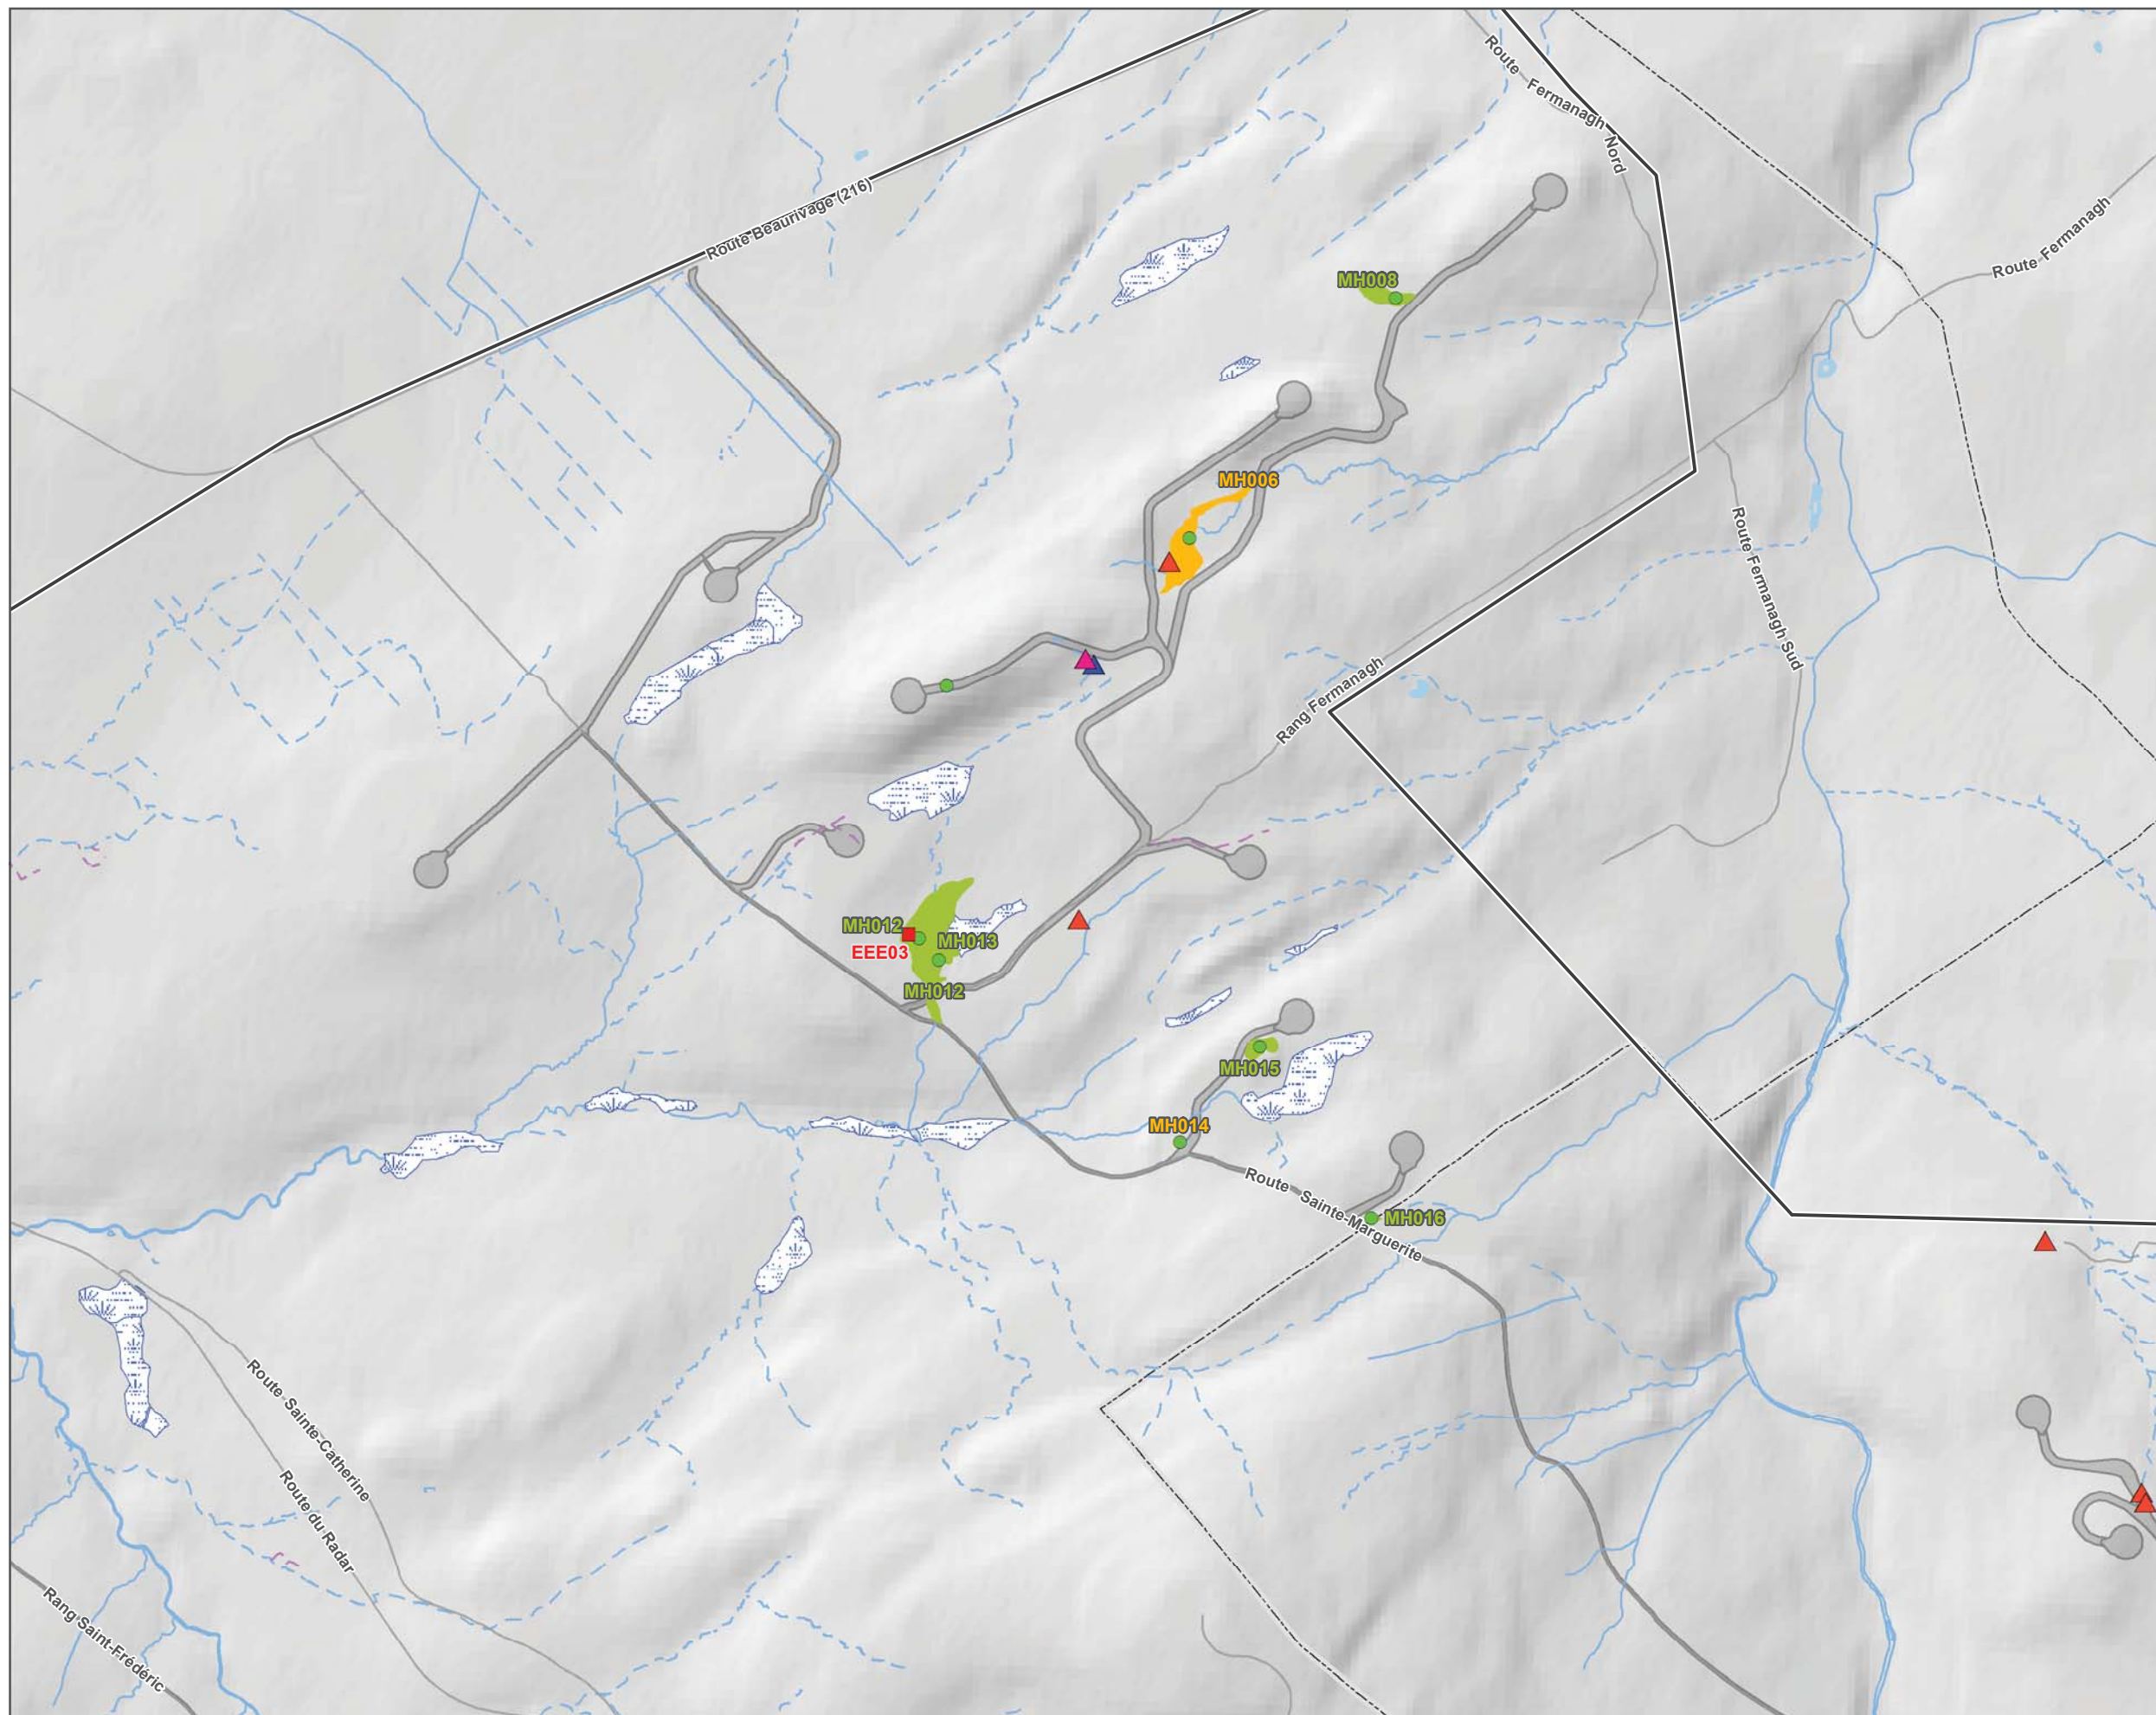 Route Fermanagh Nord
Route Beaurivage (216)
Route Fermanagh
MH008
MH006
Route Fermanagh Sud
Rang Fermanagh
MH012
MH013
EEE03
MH012
MH015
MH014
Route Sainte-Marguerite
MH016
Route Sainte-Catherine
Route du Radar
Rang Saint-Frédéric